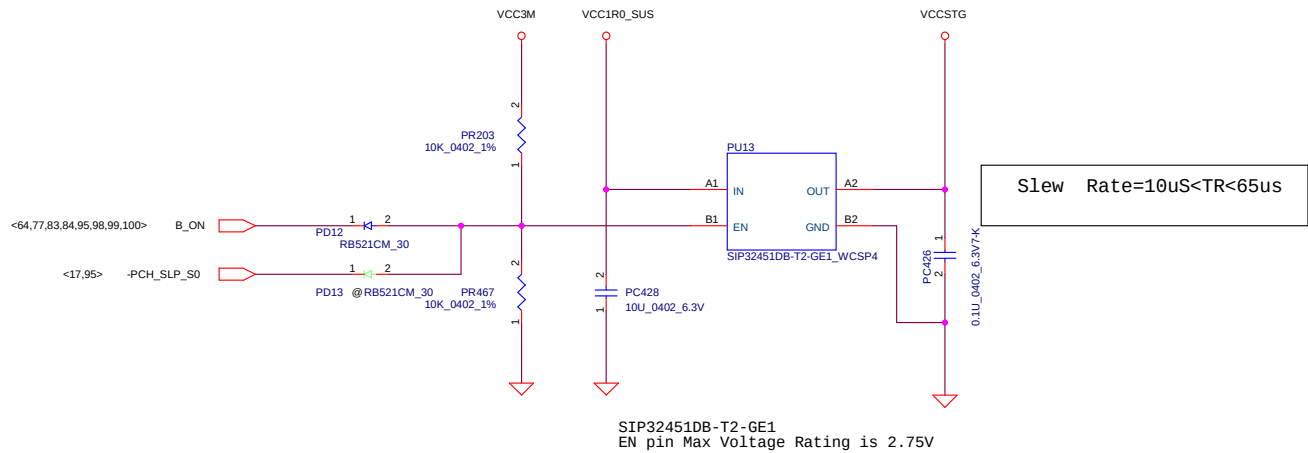 VCC3M
VCC1R0_SUS
VCCSTG
2
PR203
10K_0402_1%
1
PU13
A1
IN
OUT
A2
Slew Rate=10uS<TR<65us
<64,77,83,84,95,98,99,100>
B_ON
1
2
PD12
RB521CM_30
B1
EN
GND
B2
SIP32451DB-T2-GE1_WCSP4
<17,95>
-PCH_SLP_S0
1
2
PD13
@RB521CM_30
2
PR467
10K_0402_1%
1
2
PC428
10U_0402_6.3V
1
1
PC426
2
0.1U_0402_6.3V7-K
SIP32451DB-T2-GE1
EN pin Max Voltage Rating is 2.75V